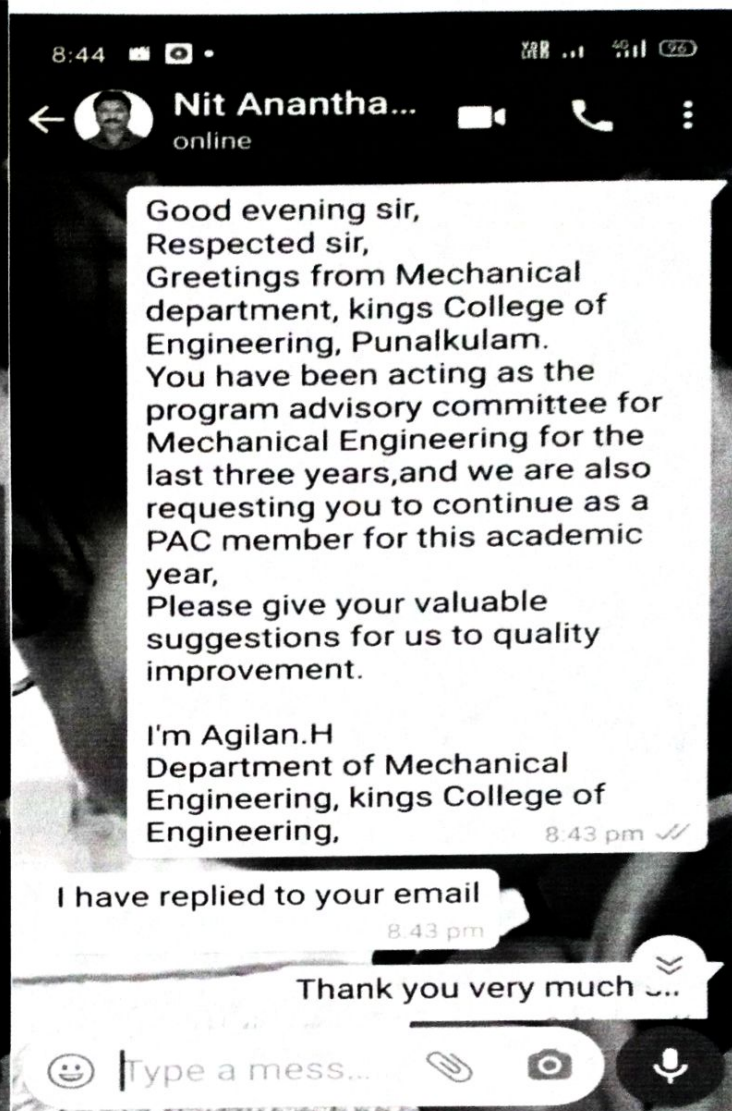 8:44
4G 96
Nit Anantha...
online
Good evening sir,
Respected sir,
Greetings from Mechanical
department, kings College of
Engineering, Punalkulam.
You have been acting as the
program advisory committee for
Mechanical Engineering for the
last three years,and we are also
requesting you to continue as a
PAC member for this academic
year,
Please give your valuable
suggestions for us to quality
improvement.
I'm Agilan.H
Department of Mechanical
Engineering, kings College of
Engineering,
8:43 pm
I have replied to your email
8:43 pm
Thank you very much
Type a mess...